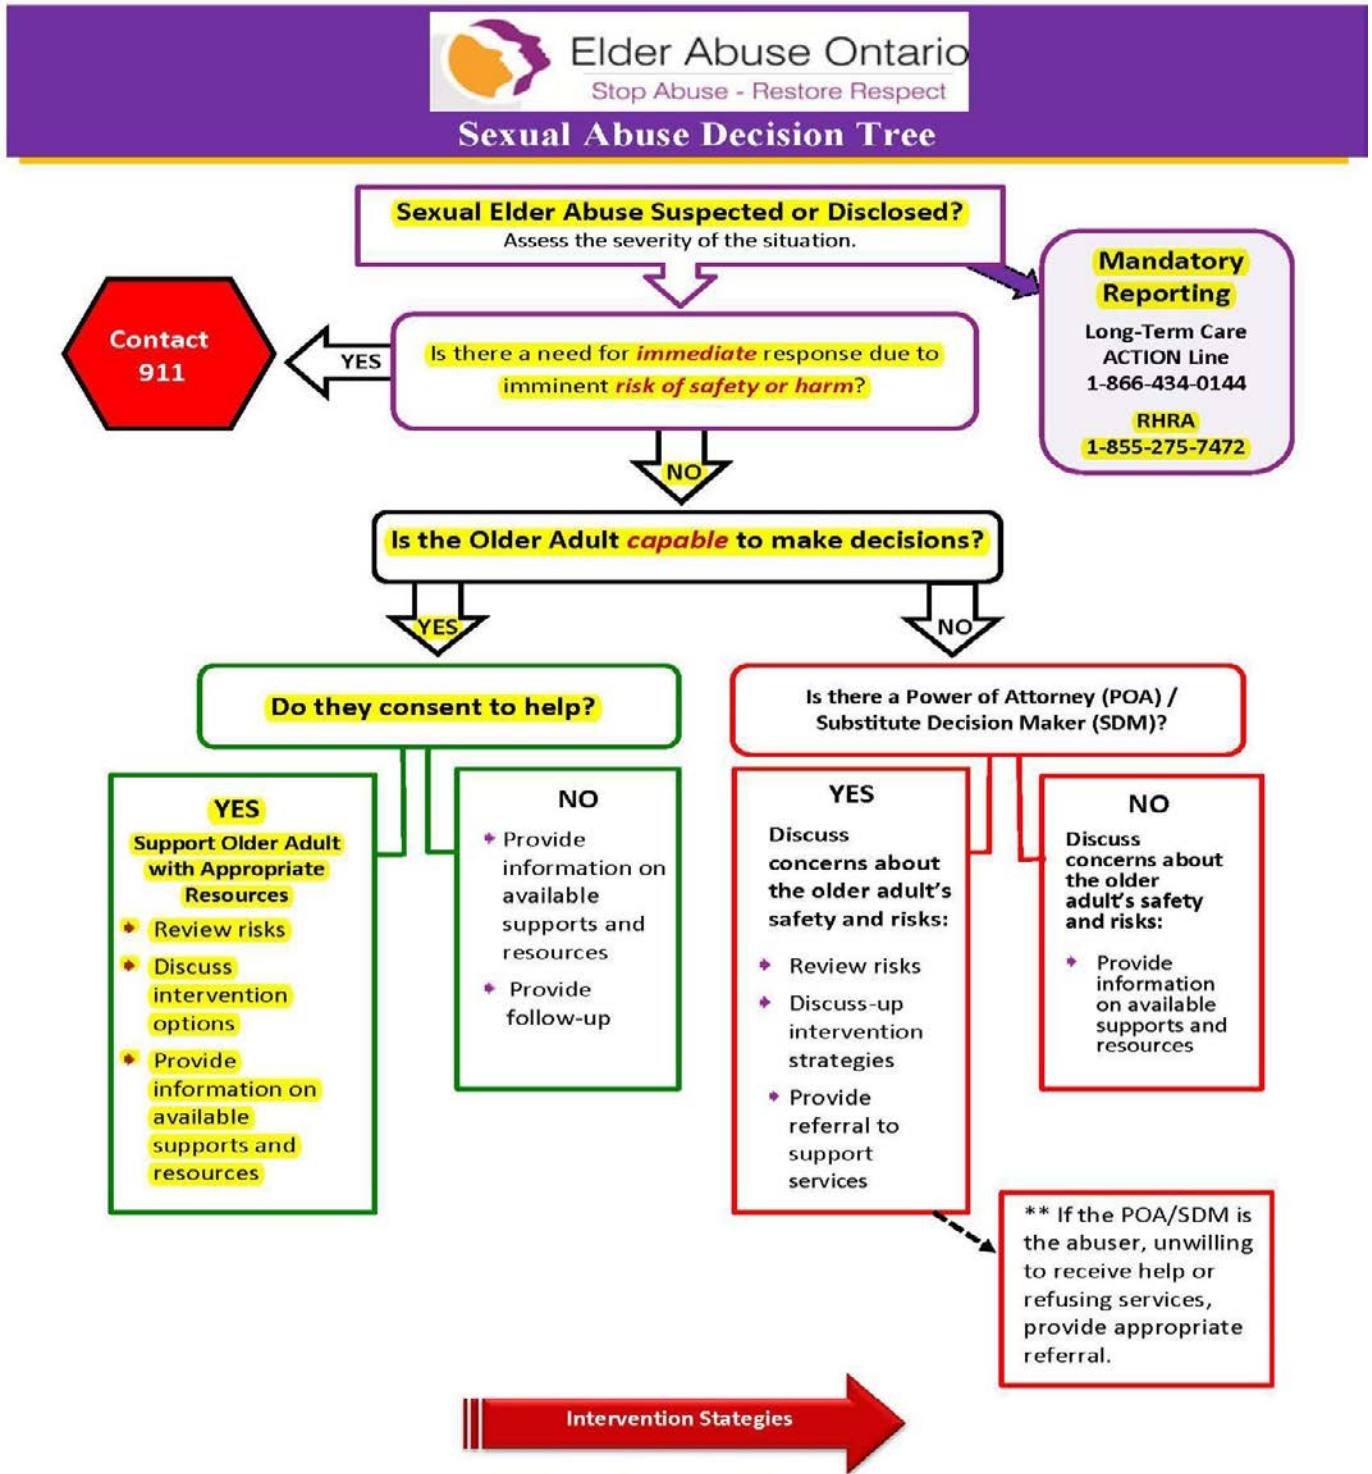 Elder Abuse Ontario
Stop Abuse - Restore Respect
Sexual Abuse Decision Tree
Sexual Elder Abuse Suspected or Disclosed?
Assess the severity of the situation.
Mandatory
Reporting
Long-Term Care
ACTION Line
1-866-434-0144
RHRA
1-855-275-7472
Contact
911
YES
Is there a need for immediate response due to
imminent risk of safety or harm?
NO
Is the Older Adult capable to make decisions?
YES
NO
Do they consent to help?
Is there a Power of Attorney (POA) /
Substitute Decision Maker (SDM)?
YES
Support Older Adult
with Appropriate
Resources
Review risks
Discuss
intervention
options
Provide
information on
available
supports and
resources
NO
Provide
information on
available
supports and
resources
Provide
follow-up
YES
Discuss
concerns about
the older adult's
safety and risks:
Review risks
Discuss-up
intervention
strategies
Provide
referral to
support
services
NO
Discuss
concerns about
the older
adult's safety
and risks:
Provide
information
on available
supports and
resources
** If the POA/SDM is
the abuser, unwilling
to receive help or
refusing services,
provide appropriate
referral.
Intervention Stategies